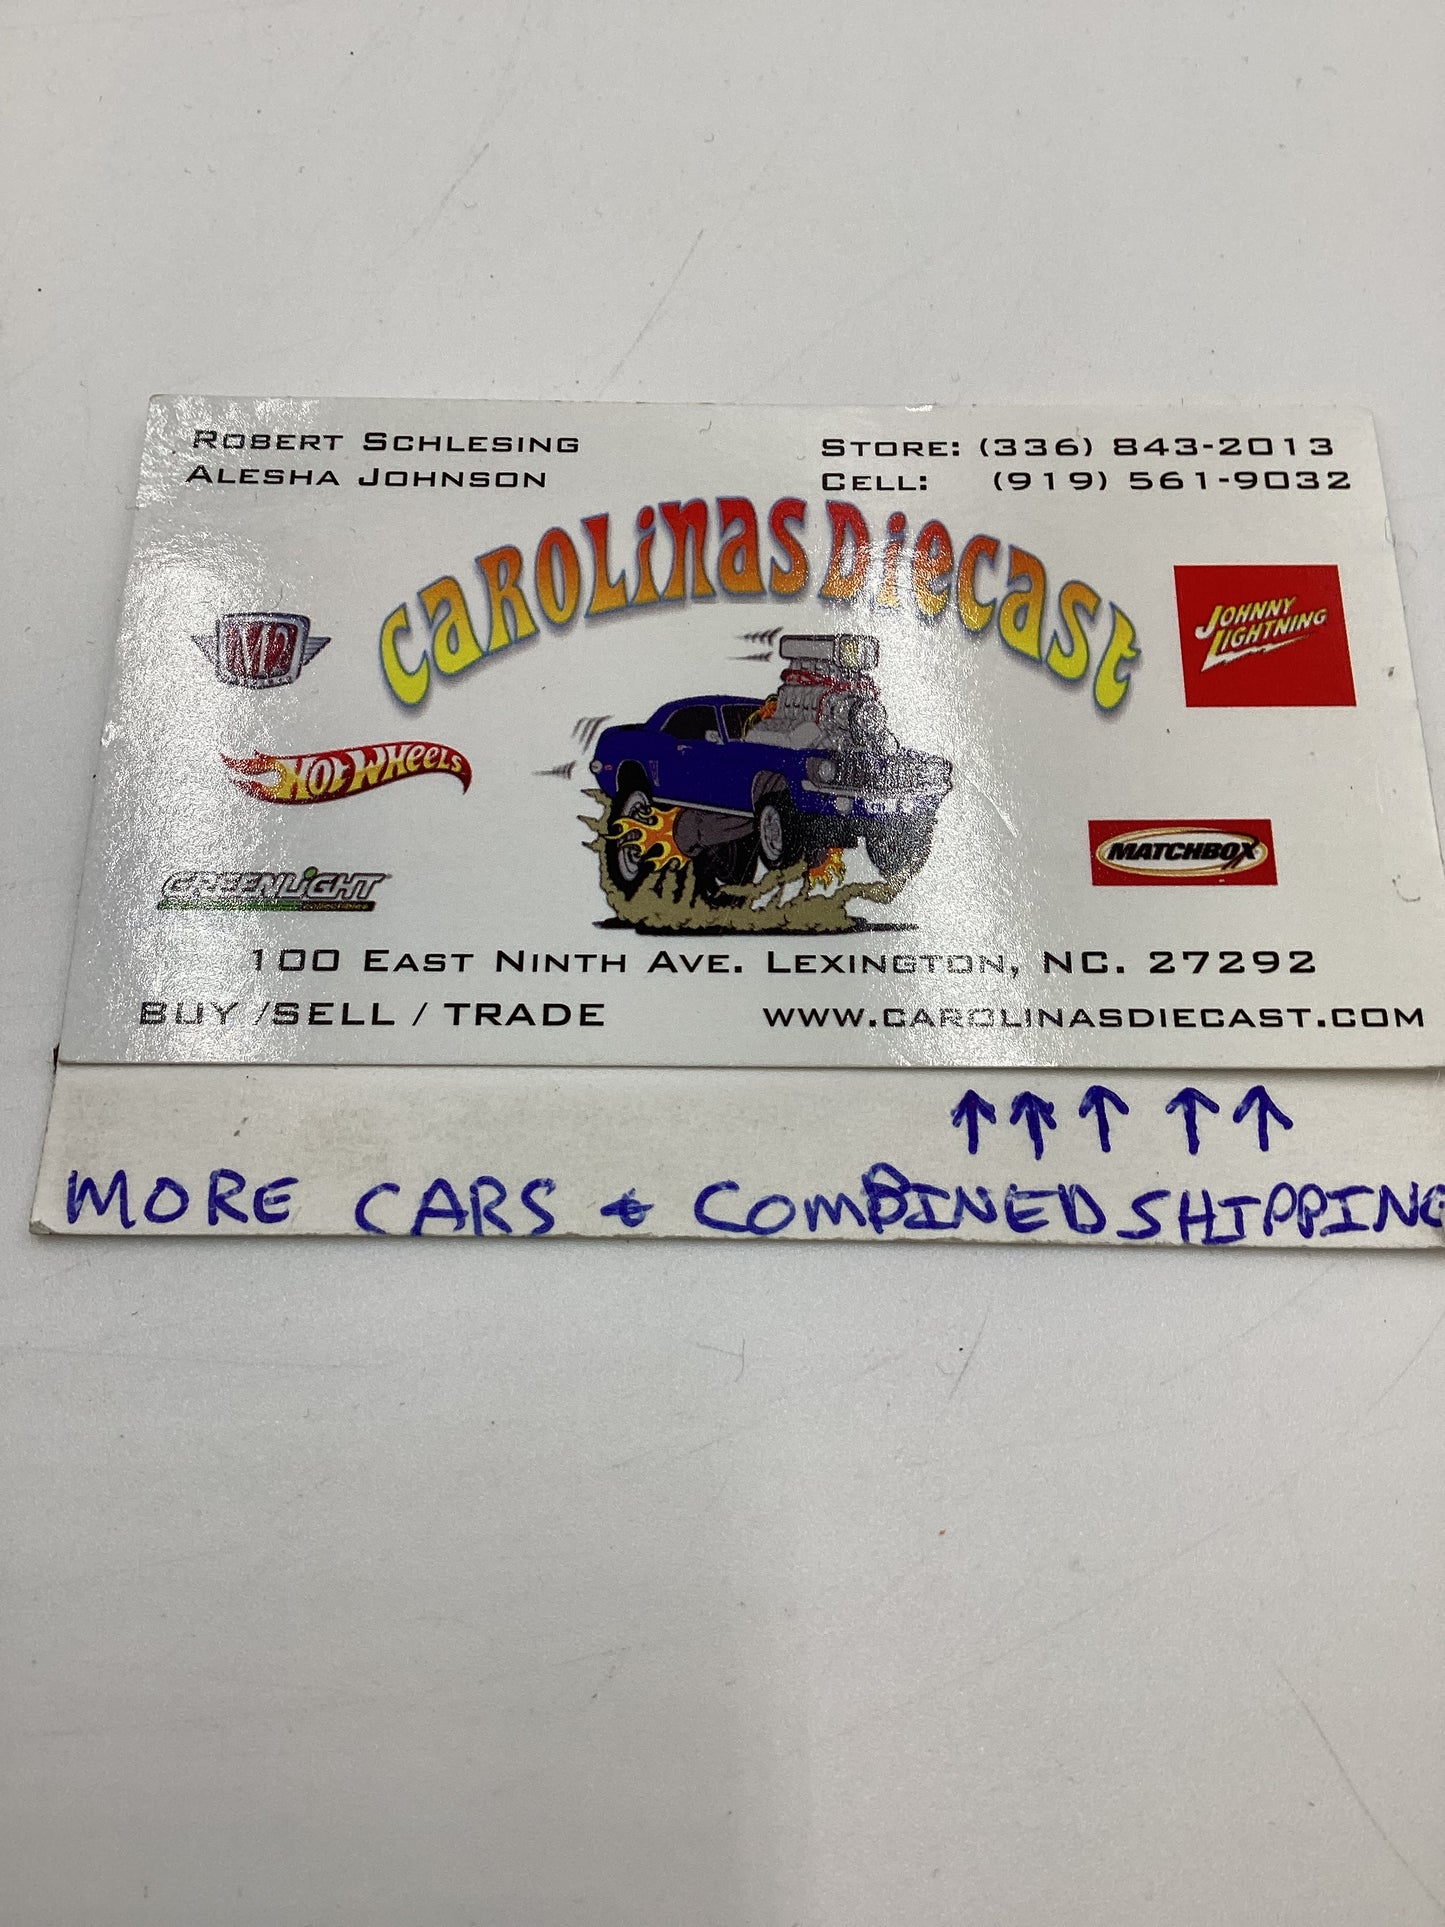 ROBERT SCHLESING
ALESHA JOHNSON
STORE: (336) 843-2013
CELL: (919) 561-9032
CAROLiNAS DiECAST
M2
JOHNNY
LIGHTNING
HOT WHEELS
GREENLiGHT
MATCHBOX
100 EAST NINTH AVE. LEXINGTON, NC. 27292
BUY /SELL / TRADE
WWW.CAROLINASDIECAST.COM
↑ ↑ ↑ ↑ ↑
MORE CARS & COMBINED SHIPPING